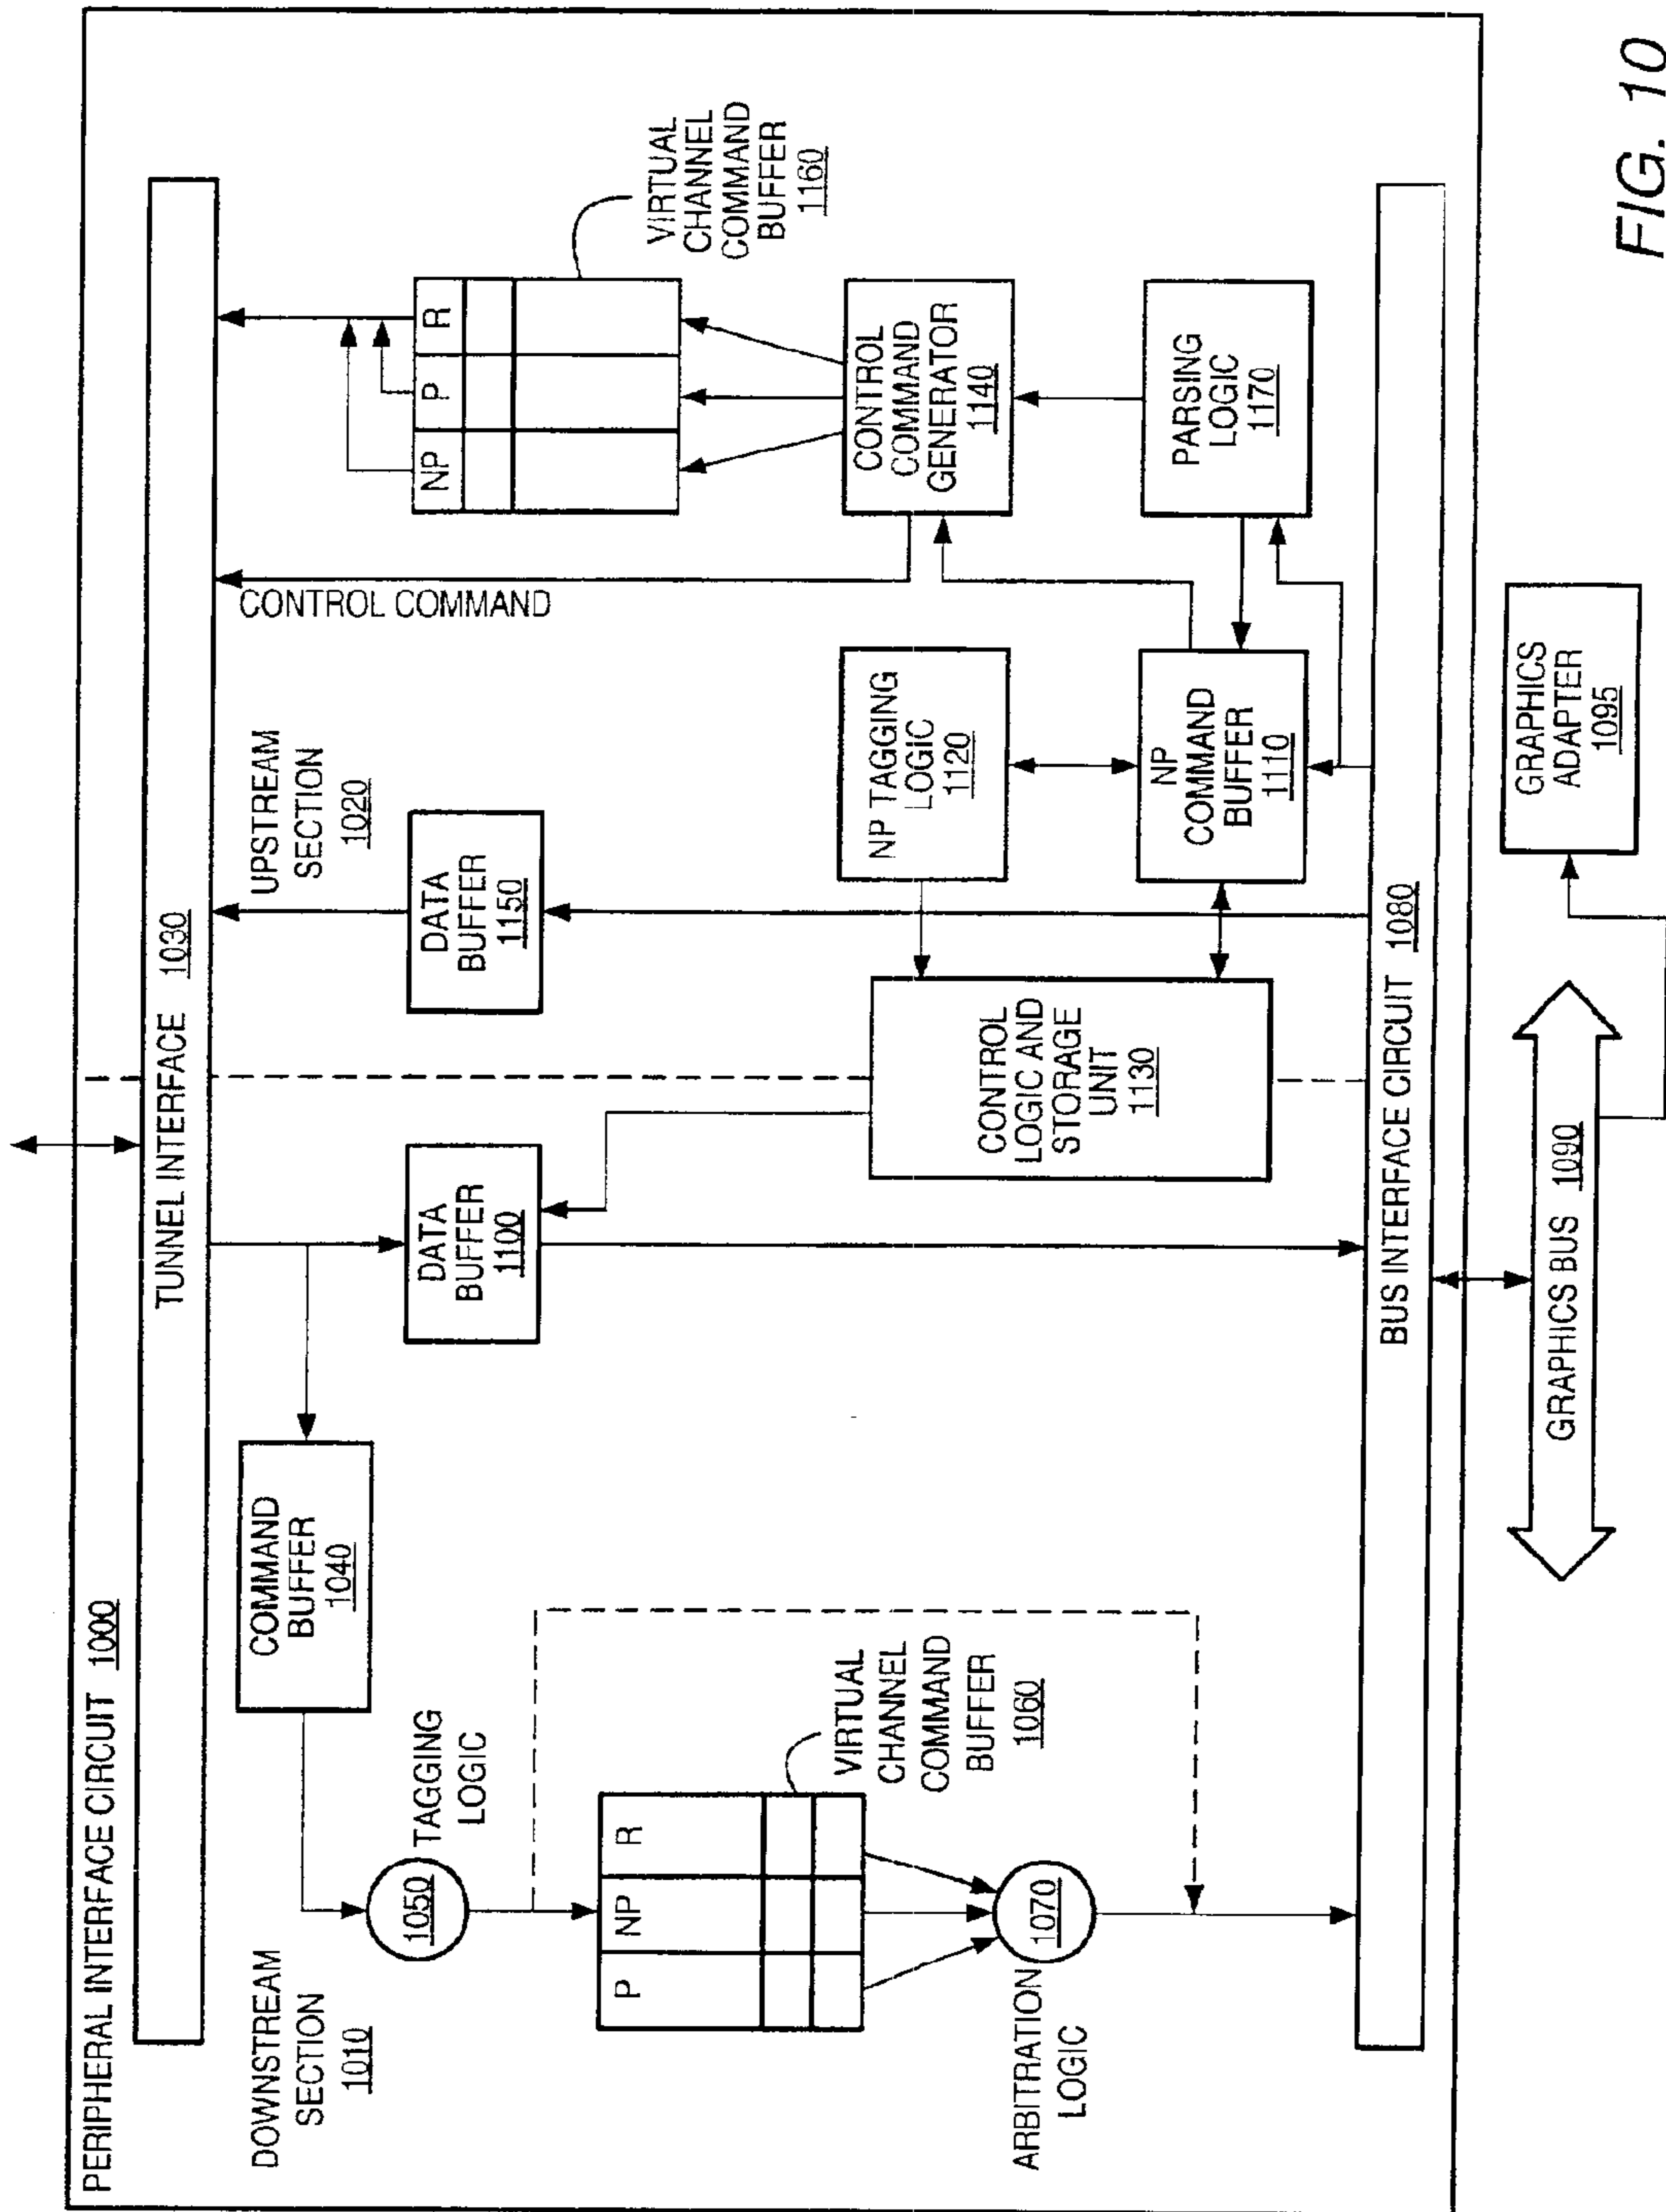 PERIPHERAL INTERFACE CIRCUIT 1000
TUNNEL INTERFACE 1030
DOWNSTREAM
SECTION
1010
COMMAND
BUFFER
1040
1050
TAGGING
LOGIC
P
NP
R
VIRTUAL
CHANNEL
COMMAND
BUFFER
1060
ARBITRATION
LOGIC
1070
DATA
BUFFER
1100
UPSTREAM
SECTION
1020
DATA
BUFFER
1150
CONTROL
LOGIC AND
STORAGE
UNIT
1130
NP TAGGING
LOGIC
1120
NP
COMMAND
BUFFER
1110
CONTROL COMMAND
NP
P
R
VIRTUAL
CHANNEL
COMMAND
BUFFER
1160
CONTROL
COMMAND
GENERATOR
1140
PARSING
LOGIC
1170
BUS INTERFACE CIRCUIT 1080
GRAPHICS BUS 1090
GRAPHICS
ADAPTER
1095
FIG. 10